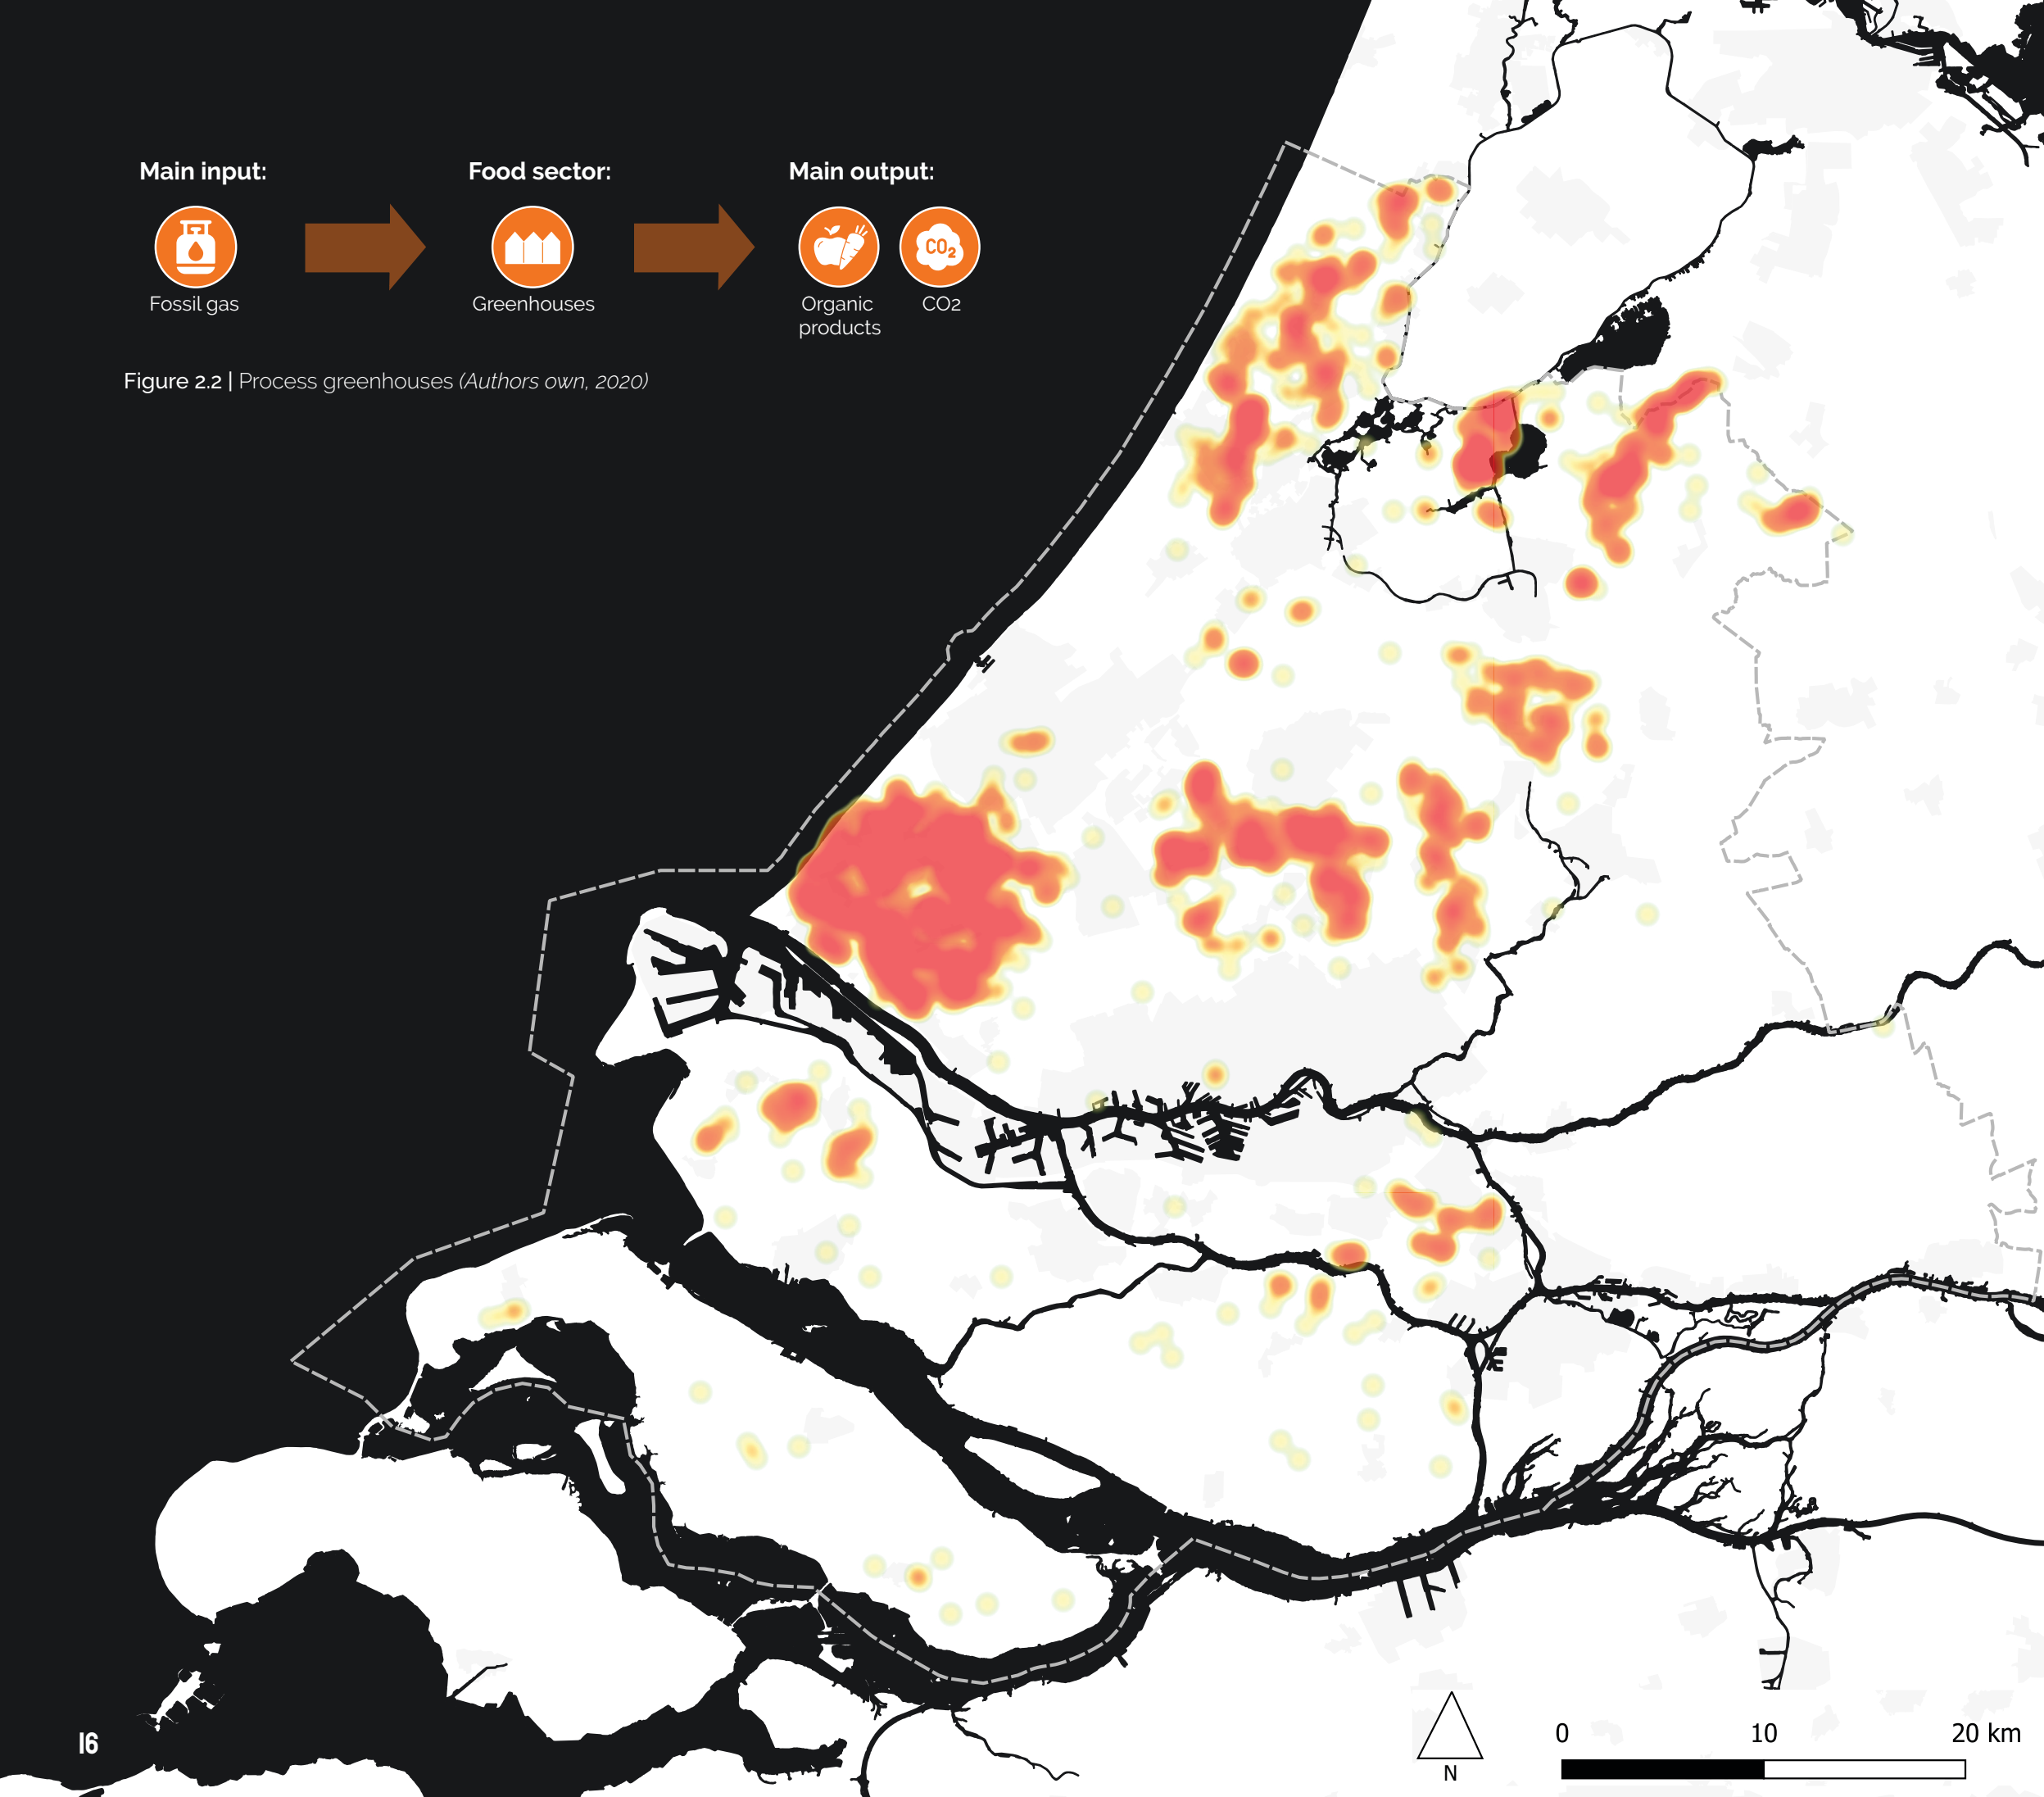 Main input:
Food sector:
Main output:
CO2
Fossil gas
Greenhouses
Organic
products
CO2
Figure 2.2 | Process greenhouses (Authors own, 2020)
16
N
0 10 20 km